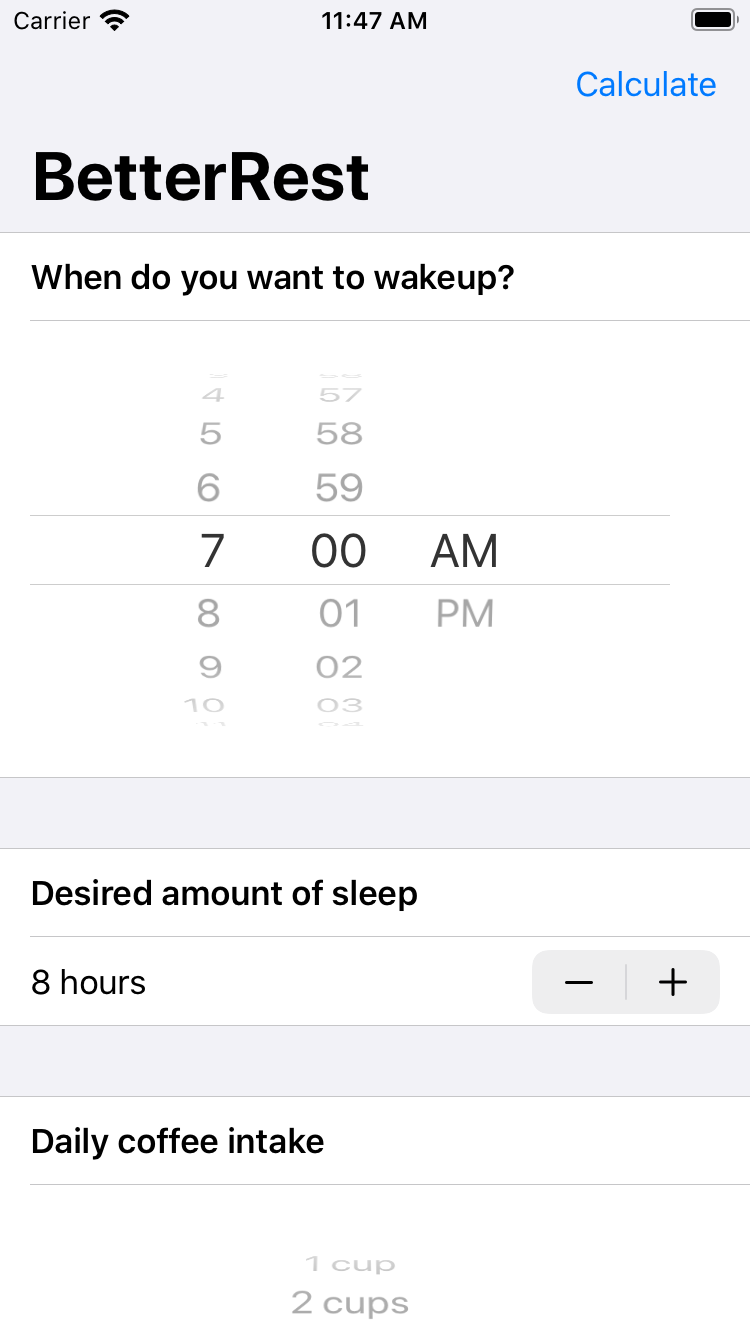 Carrier 11:47 AM
Calculate
BetterRest
When do you want to wakeup?
4 57
5 58
6 59
7 00 AM
8 01 PM
9 02
10 03
11 04
Desired amount of sleep
8 hours − +
Daily coffee intake
1 cup
2 cups